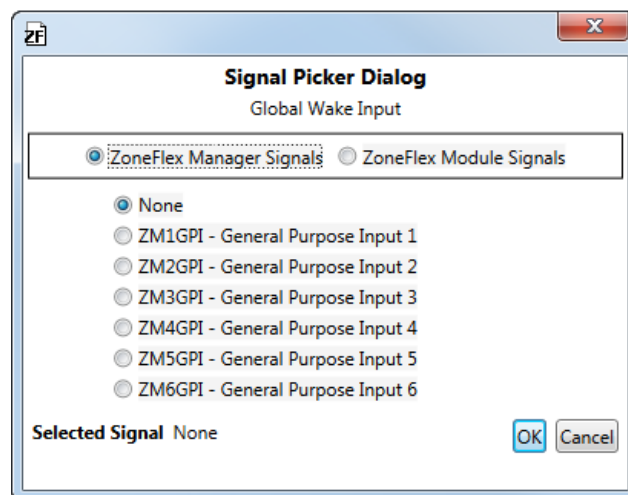 ZF
Signal Picker Dialog
Global Wake Input
ZoneFlex Manager Signals ZoneFlex Module Signals
None
ZM1GPI - General Purpose Input 1
ZM2GPI - General Purpose Input 2
ZM3GPI - General Purpose Input 3
ZM4GPI - General Purpose Input 4
ZM5GPI - General Purpose Input 5
ZM6GPI - General Purpose Input 6
Selected Signal None OK Cancel